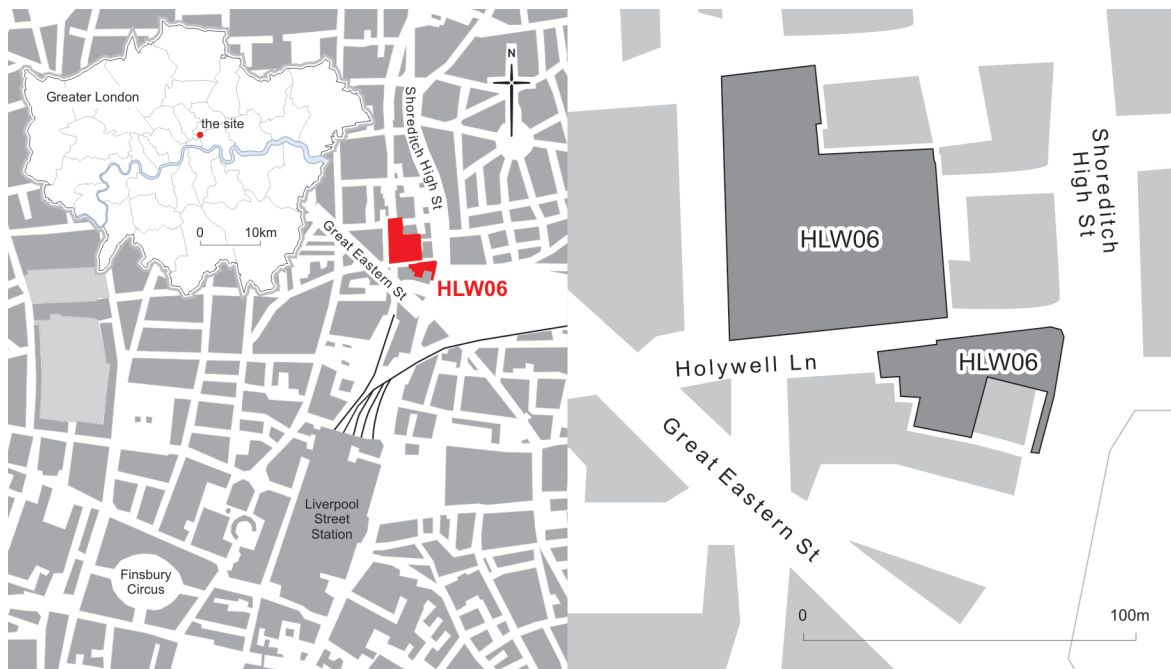 Greater London
the site
0 10km
N
Shoreditch High St
Great Eastern St
HLW06
Liverpool
Street
Station
Finsbury
Circus
HLW06
Shoreditch
High St
Holywell Ln
HLW06
Great Eastern St
0 100m